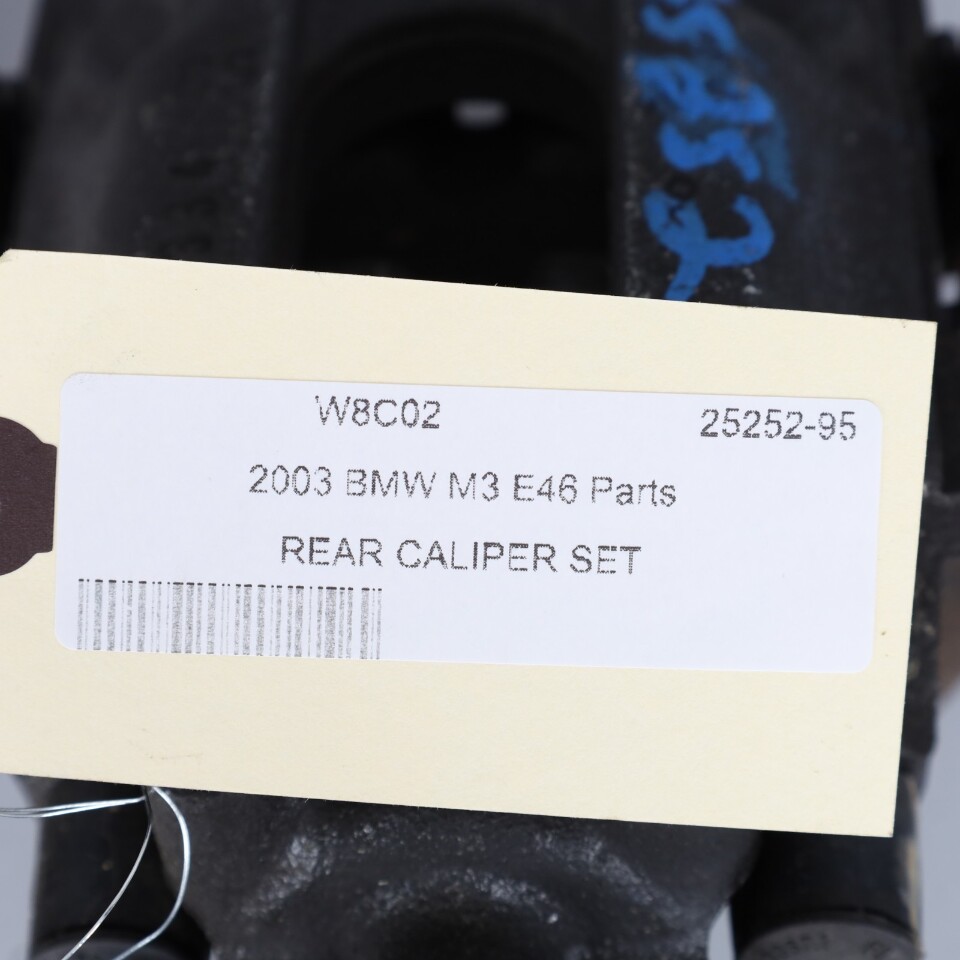 W8C02 25252-95
2003 BMW M3 E46 Parts
REAR CALIPER SET